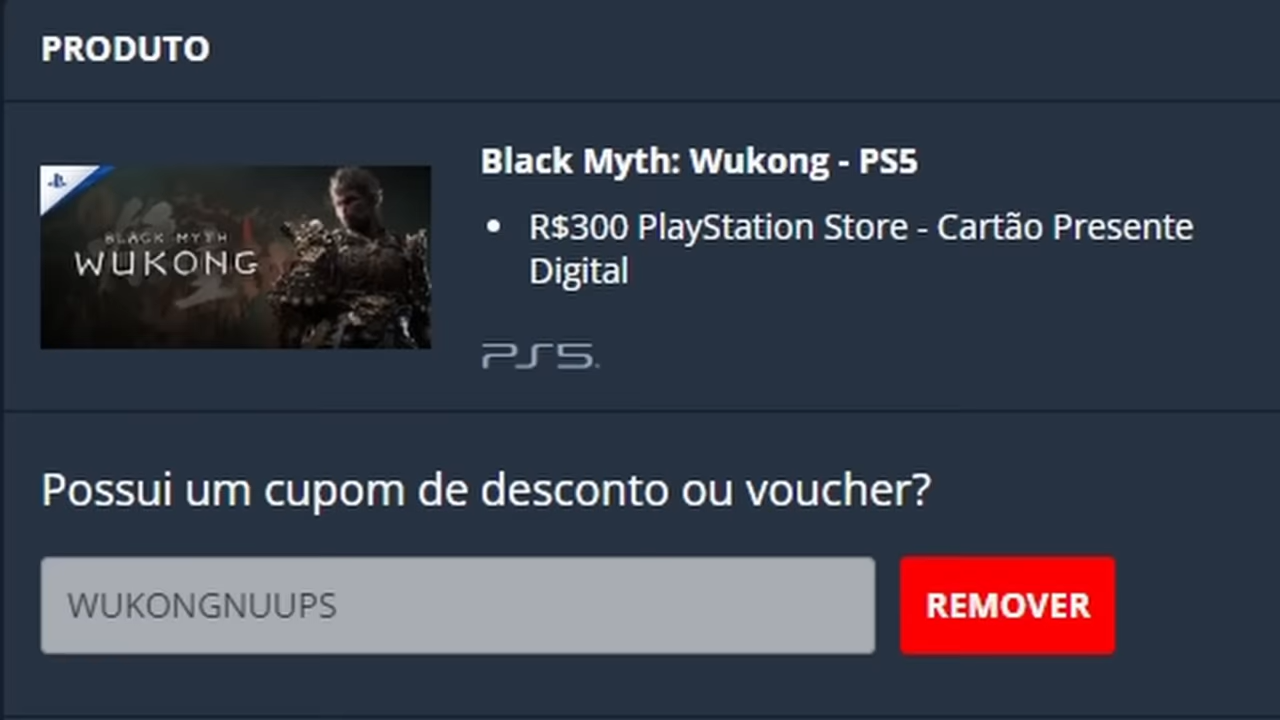 PRODUTO
Black Myth: Wukong - PS5
BLACK MYTH
WUKONG
• R$300 PlayStation Store - Cartão Presente
Digital
PS5
Possui um cupom de desconto ou voucher?
WUKONGNUUPS
REMOVER